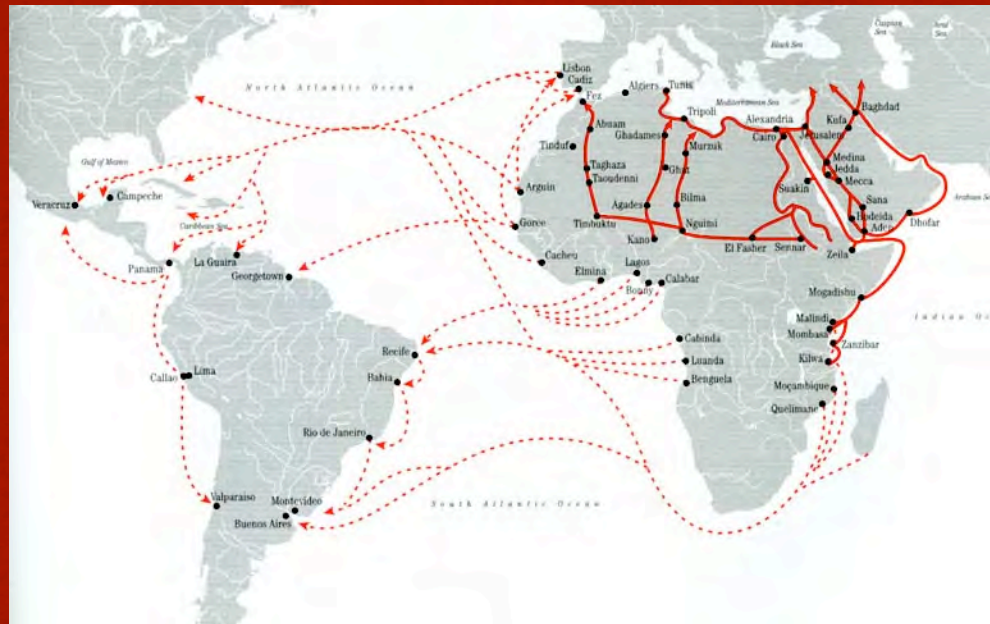 Caspian
Sea
Aral
Sea
Black Sea
Lisbon
Cadiz
Fez
Algiers
Tunis
North Atlantic Ocean
Mediterranean Sea
Tripoli
Alexandria
Cairo
Jerusalem
Kufa
Baghdad
Abuam
Ghadames
Tinduf
Murzuk
Gulf of Mexico
Taghaza
Taoudenni
Ghat
Medina
Jedda
Mecca
Suakin
Arguin
Agades
Bilma
Sana
Hodeida
Aden
Dhofar
Arabian Sea
Veracruz
Campeche
Caribbean Sea
Goree
Timbuktu
Nguimi
Kano
El Fasher
Sennar
Zeila
Panama
La Guaira
Georgetown
Cacheu
Elmina
Lagos
Bonny
Calabar
Mogadishu
Indian Oc
Malindi
Mombasa
Zanzibar
Kilwa
Recife
Cabinda
Luanda
Benguela
Callao
Lima
Bahia
Moçambique
Quelimane
Rio de Janeiro
Valparaiso
Montevideo
Buenos Aires
South Atlantic Ocean